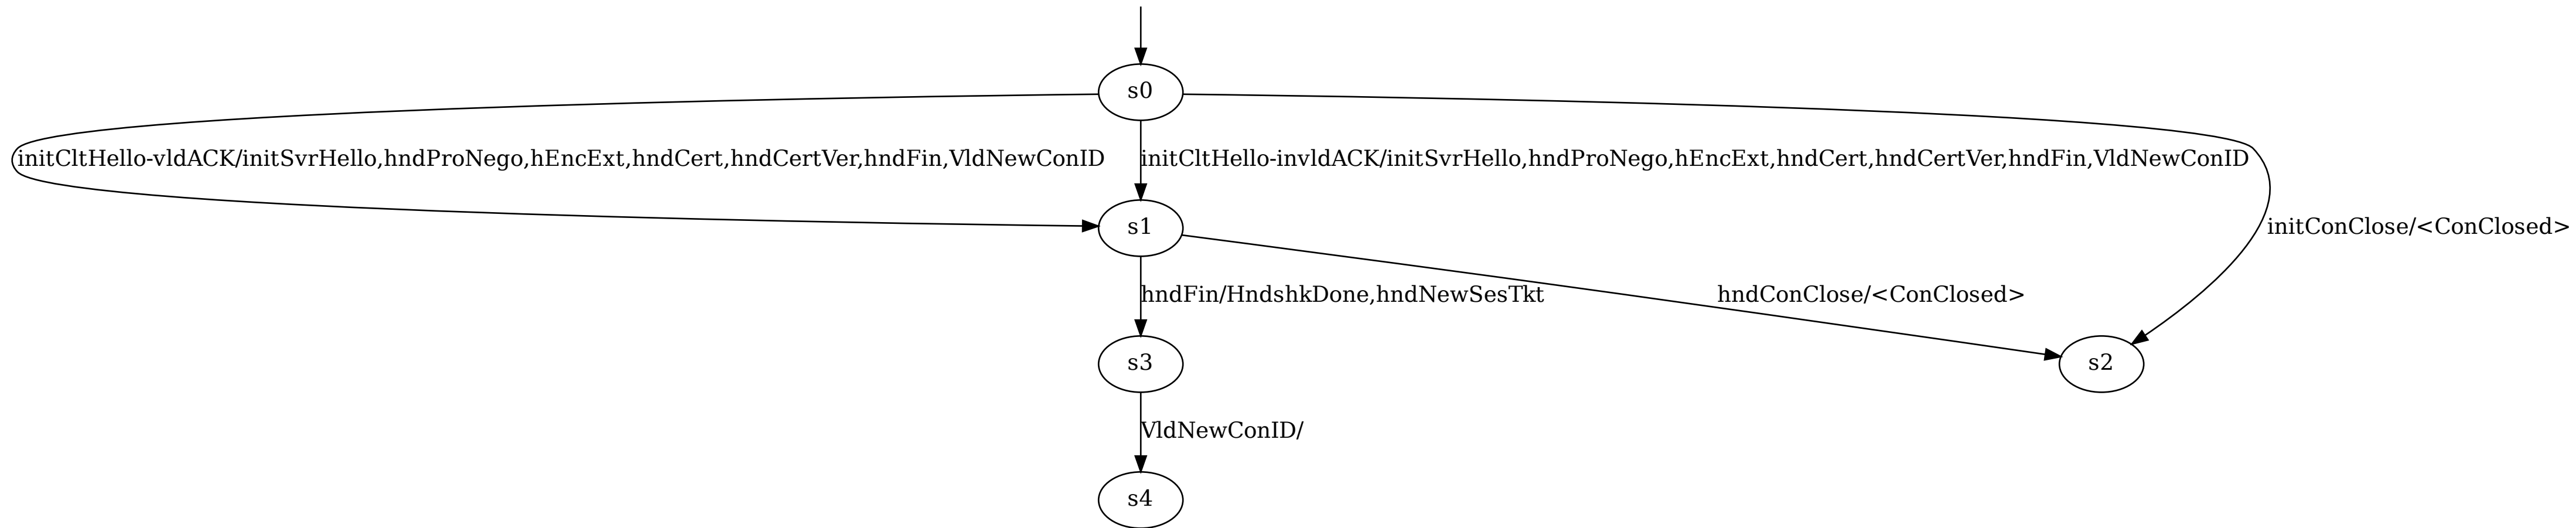 s0
initCltHello-vldACK/initSvrHello,hndProNego,hEncExt,hndCert,hndCertVer,hndFin,VldNewConID
initCltHello-invldACK/initSvrHello,hndProNego,hEncExt,hndCert,hndCertVer,hndFin,VldNewConID
s1
initConClose/<ConClosed>
hndFin/HndshkDone,hndNewSesTkt
hndConClose/<ConClosed>
s3
s2
VldNewConID/
s4